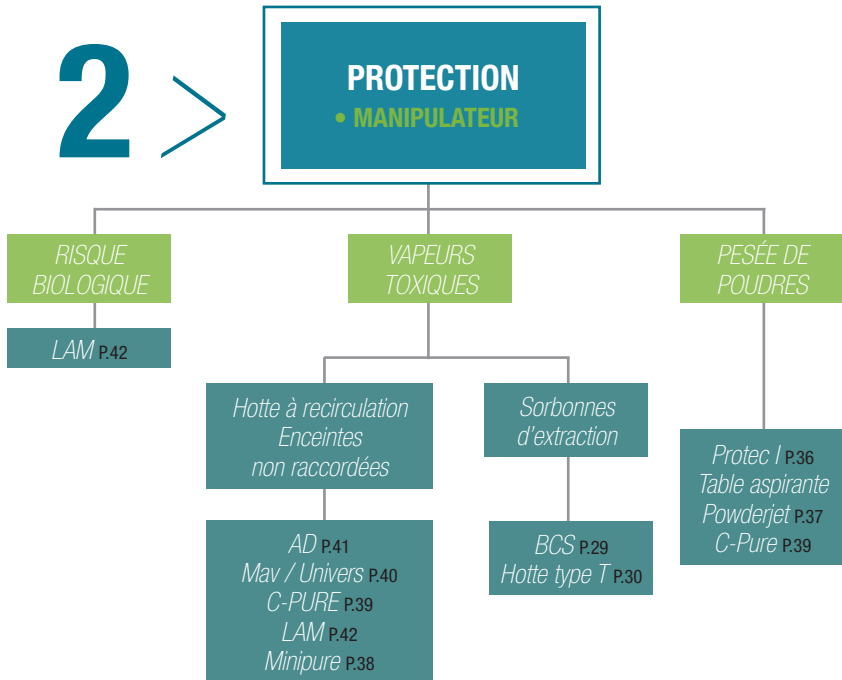 2 >
PROTECTION
• MANIPULATEUR
RISQUE
BIOLOGIQUE
LAM P.42
VAPEURS
TOXIQUES
Hotte à recirculation
Enceintes
non raccordées
AD P.41
Mav / Univers P.40
C-PURE P.39
LAM P.42
Minipure P.38
Sorbonnes
d'extraction
BCS P.29
Hotte type T P.30
PESÉE DE
POUDRES
Protec I P.36
Table aspirante
Powderjet P.37
C-Pure P.39